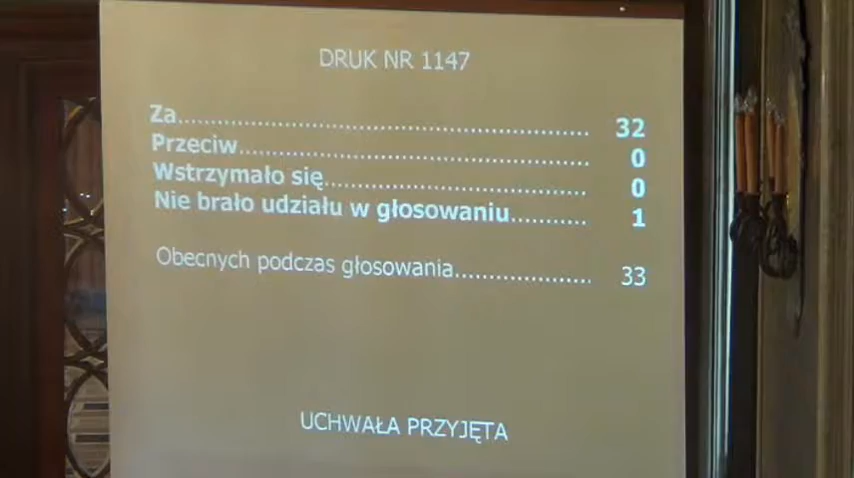 DRUK NR 1147
Za............................................................ 32
Przeciw................................................... 0
Wstrzymało się...................................... 0
Nie brało udziału w głosowaniu........... 1
Obecnych podczas głosowania................... 33
UCHWAŁA PRZYJĘTA